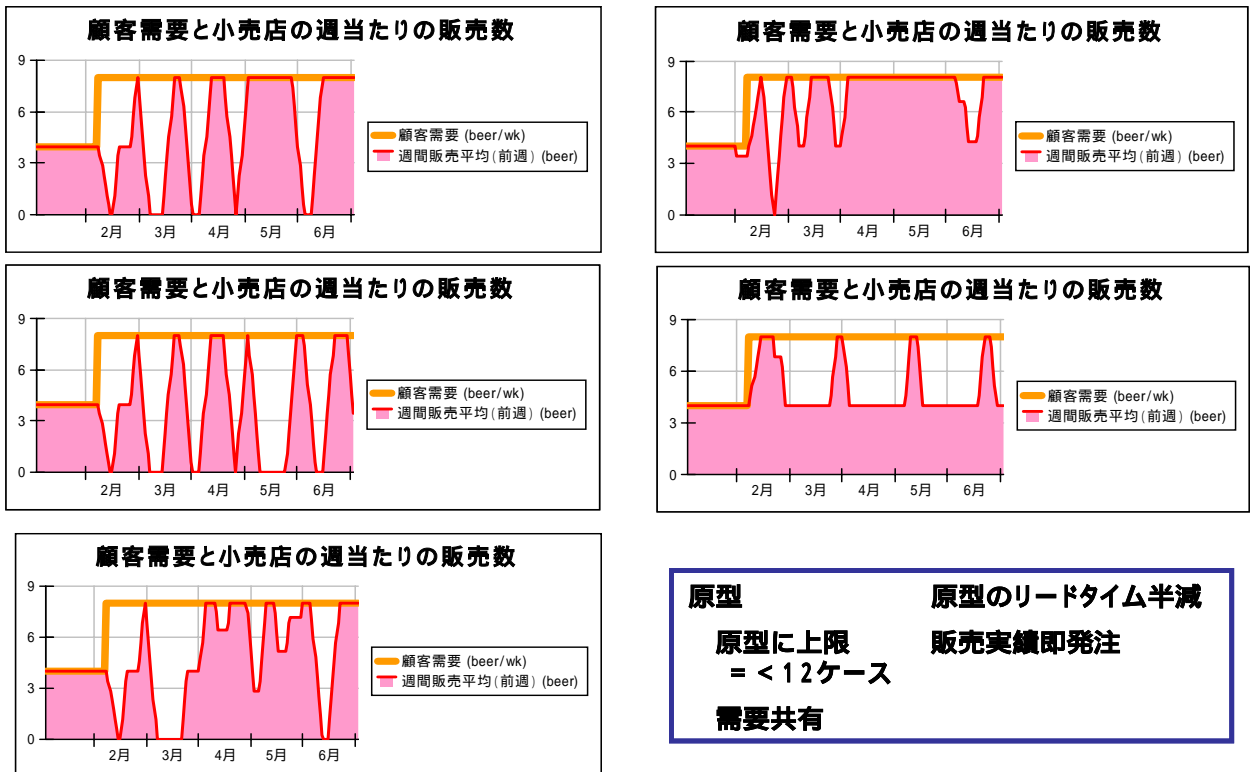 顧客需要と小売店の週当たりの販売数
9
6
3
0
2月 3月 4月 5月 6月
顧客需要 (beer/wk)
週間販売平均(前週) (beer)
顧客需要と小売店の週当たりの販売数
9
6
3
0
2月 3月 4月 5月 6月
顧客需要 (beer/wk)
週間販売平均(前週) (beer)
顧客需要と小売店の週当たりの販売数
9
6
3
0
2月 3月 4月 5月 6月
顧客需要 (beer/wk)
週間販売平均(前週) (beer)
顧客需要と小売店の週当たりの販売数
9
6
3
0
2月 3月 4月 5月 6月
顧客需要 (beer/wk)
週間販売平均(前週) (beer)
顧客需要と小売店の週当たりの販売数
9
6
3
0
2月 3月 4月 5月 6月
顧客需要 (beer/wk)
週間販売平均(前週) (beer)
原型 原型のリードタイム半減
原型に上限 販売実績即発注
=<12ケース
需要共有